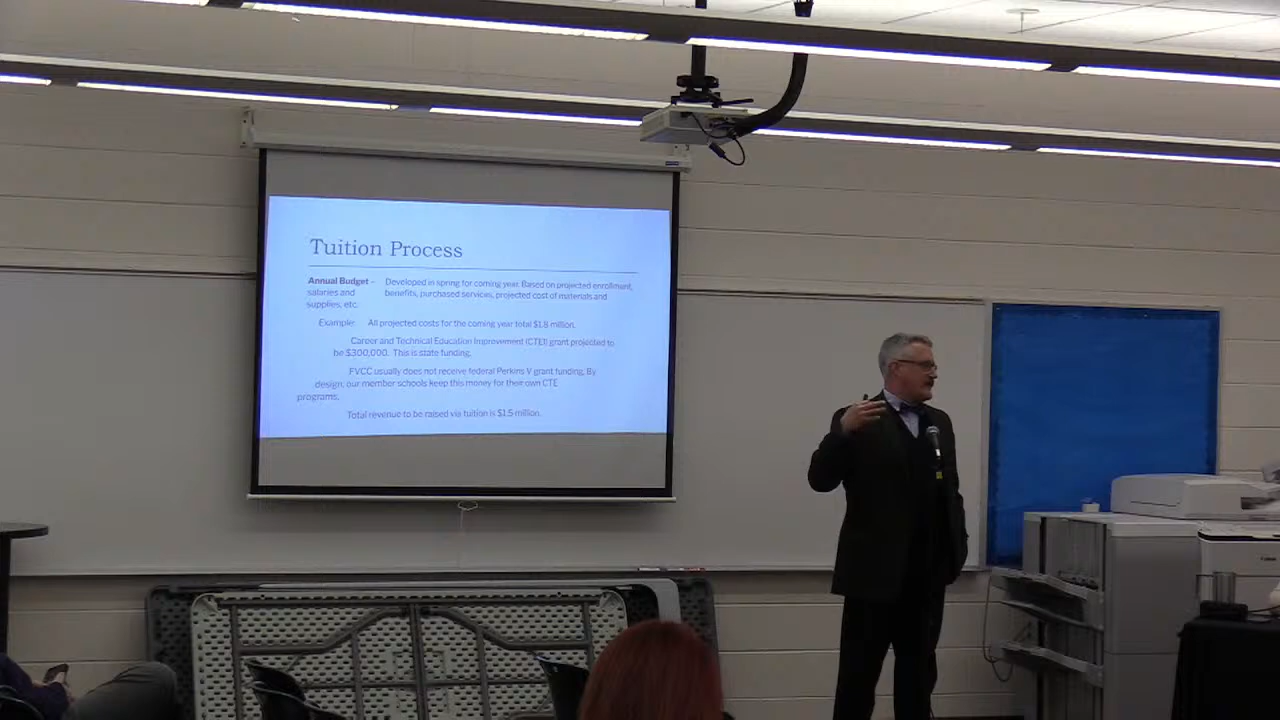 Tuition Process
Annual Budget – Developed in spring for coming year. Based on projected enrollment,
salaries and benefits, purchased services, projected cost of materials and
supplies, etc.
Example: All projected costs for the coming year total $1.8 million.
Career and Technical Education Improvement (CTEI) grant projected to
be $300,000. This is state funding.
FVCC usually does not receive federal Perkins V grant funding. By
design, our member schools keep this money for their own CTE
programs.
Total revenue to be raised via tuition is $1.5 million.
Canon